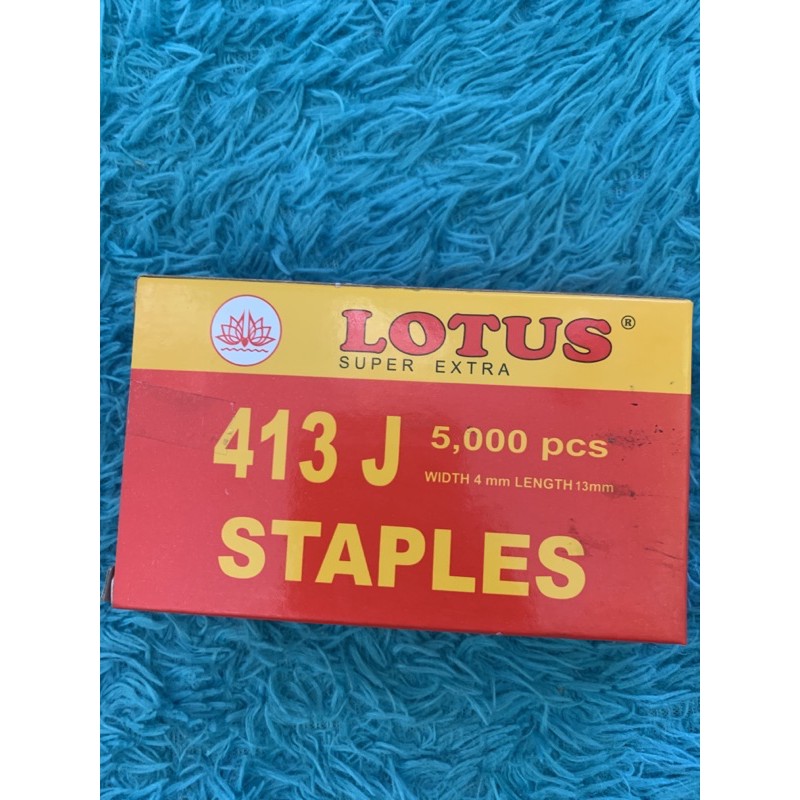 LOTUS®
SUPER EXTRA
413 J 5,000 pcs
WIDTH 4 mm LENGTH 13mm
STAPLES